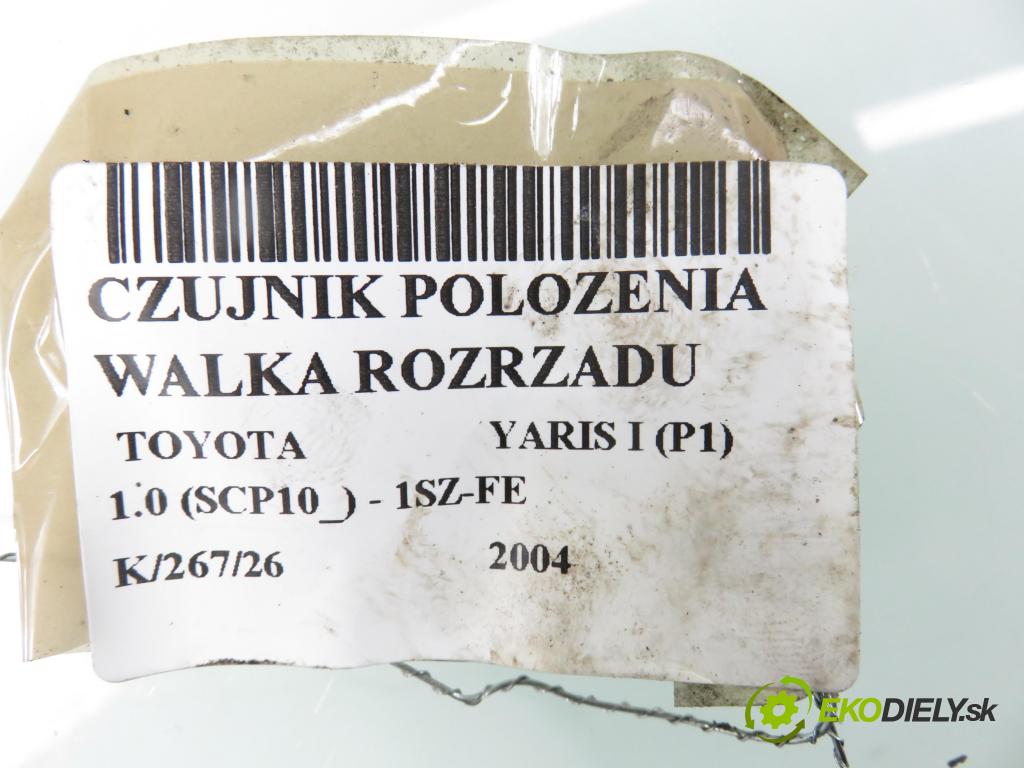 CZUJNIK POLOZENIA
WALKA ROZRZADU
TOYOTA YARIS I (P1)
1.0 (SCP10_) - 1SZ-FE
K/267/26 2004
EKODIELY.sk